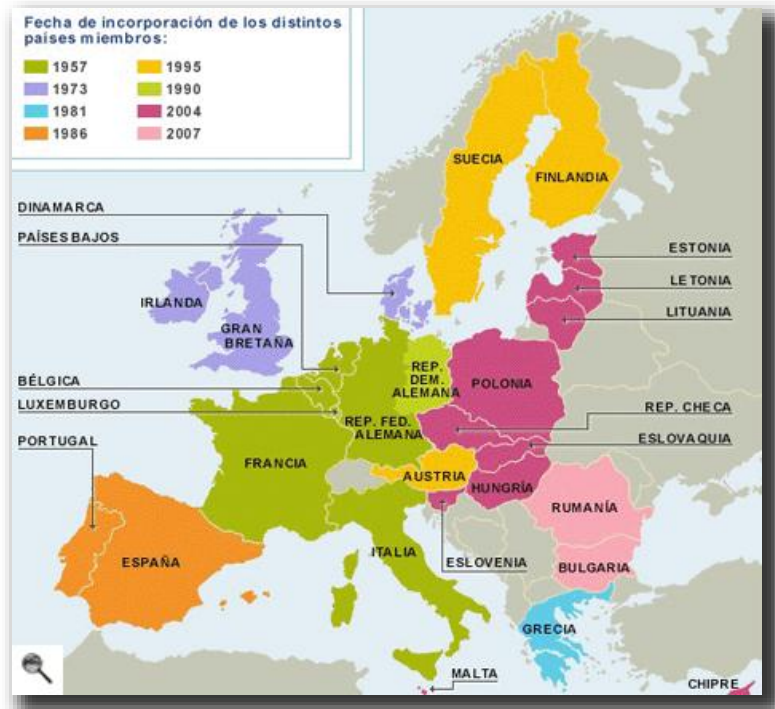 Fecha de incorporación de los distintos
países miembros:
1957
1995
1973
1990
1981
2004
1986
2007
SUECIA
FINLANDIA
DINAMARCA
PAÍSES BAJOS
ESTONIA
LETONIA
LITUANIA
IRLANDA
GRAN
BRETAÑA
BÉLGICA
LUXEMBURGO
PORTUGAL
REP.
DEM.
ALEMANA
POLONIA
REP. FED.
ALEMANA
REP. CHECA
ESLOVAQUIA
FRANCIA
AUSTRIA
HUNGRÍA
RUMANÍA
ESPAÑA
ITALIA
ESLOVENIA
BULGARIA
GRECIA
MALTA
CHIPRE